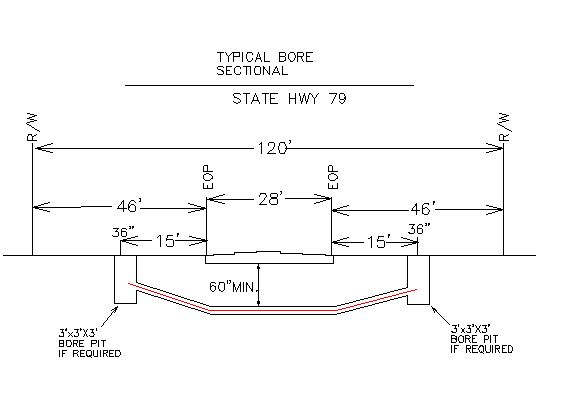 TYPICAL BORE
SECTIONAL
STATE HWY 79
R/W
R/W
120'
EOP
EOP
28'
46'
46'
36"
36"
15'
15'
60"MIN.
3'x3'X3'
BORE PIT
IF REQUIRED
3'x3'X3'
BORE PIT
IF REQUIRED